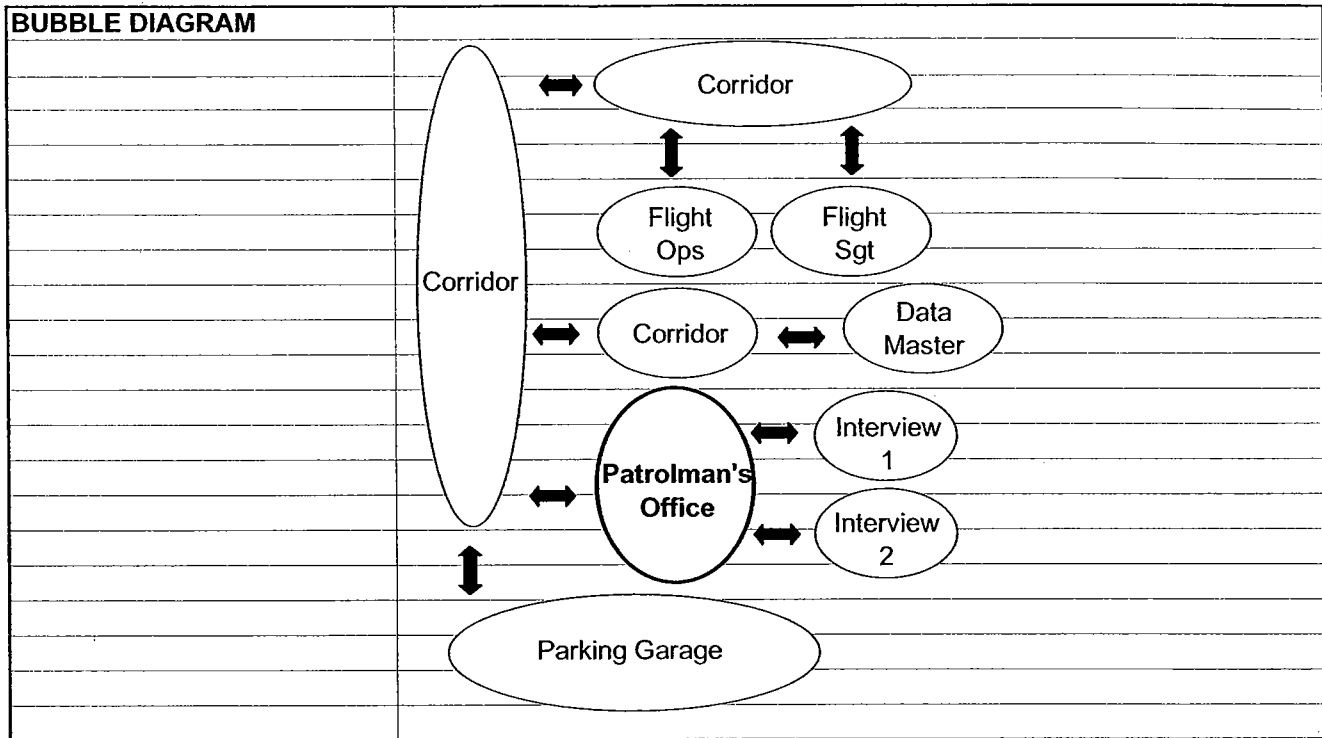 BUBBLE DIAGRAM
Corridor
Flight
Ops
Flight
Sgt
Corridor
Corridor
Data
Master
Patrolman's
Office
Interview
1
Interview
2
Parking Garage